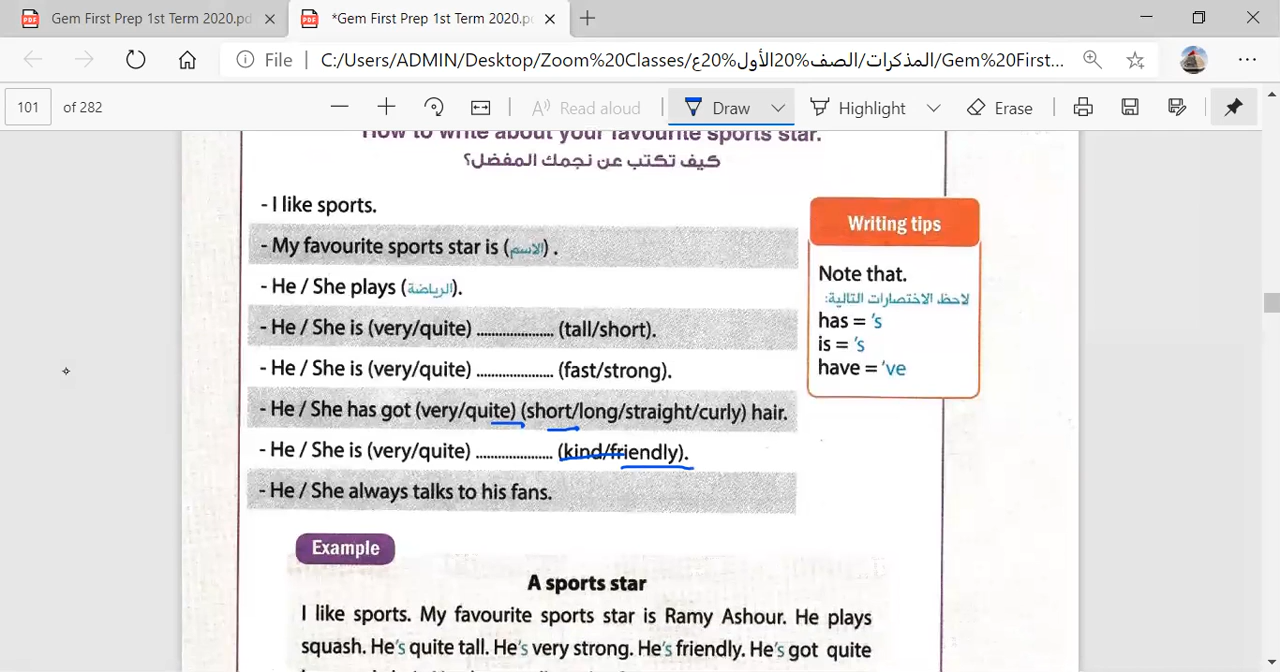 Gem First Prep 1st Term 2020.pd
*Gem First Prep 1st Term 2020.p
File
C:/Users/ADMIN/Desktop/Zoom%20Classes/المذكرات/الصف%20الأول%20ع/Gem%20First...
101 of 282
Read aloud
Draw
Highlight
Erase
How to write about your favourite sports star.
كيف تكتب عن نجمك المفضل؟
- I like sports.
- My favourite sports star is (الاسم) .
- He / She plays (الرياضة).
- He / She is (very/quite) .................... (tall/short).
- He / She is (very/quite) .................... (fast/strong).
- He / She has got (very/quite) (short/long/straight/curly) hair.
- He / She is (very/quite) .................... (kind/friendly).
- He / She always talks to his fans.
Writing tips
Note that.
لاحظ الاختصارات التالية:
has = 's
is = 's
have = 've
Example
A sports star
I like sports. My favourite sports star is Ramy Ashour. He plays
squash. He's quite tall. He's very strong. He's friendly. He's got quite